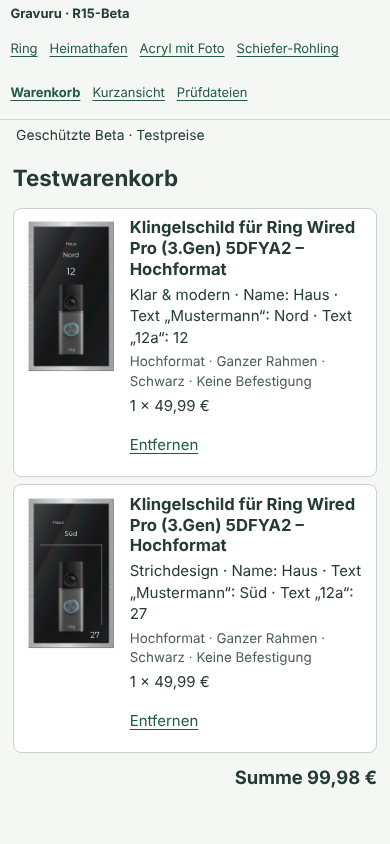 Gravuru · R15-Beta
Ring Heimathafen Acryl mit Foto Schiefer-Rohling
Warenkorb Kurzansicht Prüfdateien
Geschützte Beta · Testpreise
Testwarenkorb
Haus
Nord
12
ring
Klingelschild für Ring Wired
Pro (3.Gen) 5DFYA2 –
Hochformat
Klar & modern · Name: Haus ·
Text „Mustermann“: Nord · Text
„12a“: 12
Hochformat · Ganzer Rahmen ·
Schwarz · Keine Befestigung
1 × 49,99 €
Entfernen
Haus
Süd
ring
27
Klingelschild für Ring Wired
Pro (3.Gen) 5DFYA2 –
Hochformat
Strichdesign · Name: Haus · Text
„Mustermann“: Süd · Text „12a“:
27
Hochformat · Ganzer Rahmen ·
Schwarz · Keine Befestigung
1 × 49,99 €
Entfernen
Summe 99,98 €